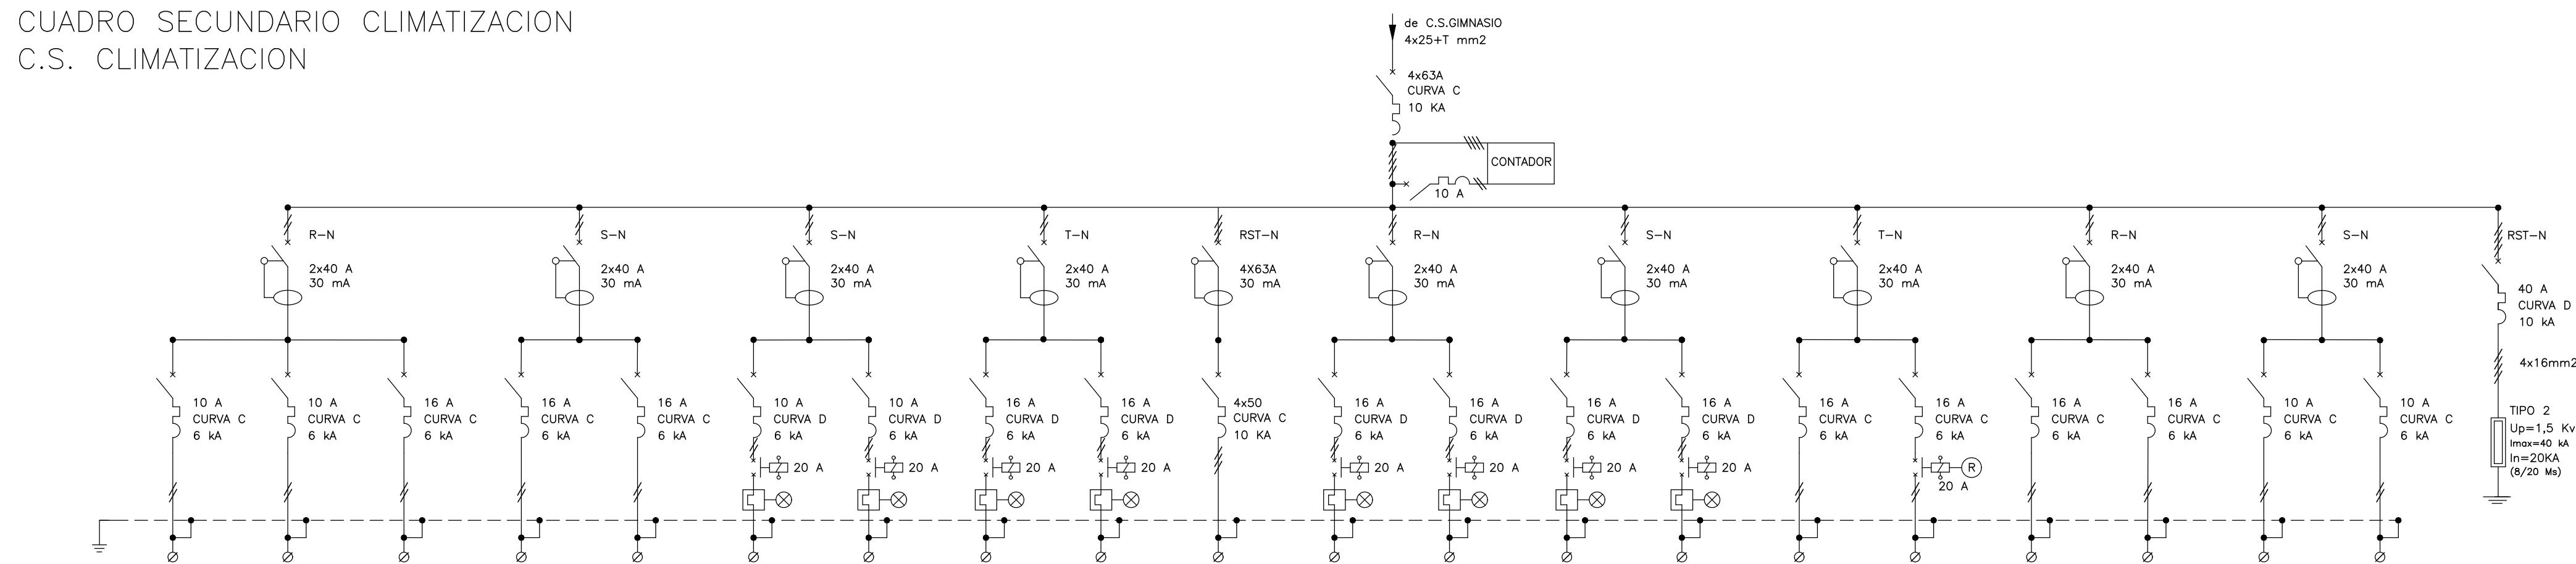 CUADRO SECUNDARIO CLIMATIZACION
C.S. CLIMATIZACION
de C.S.GIMNASIO
4x25+T mm2
4x63A
CURVA C
10 KA
CONTADOR
10 A
R-N
2x40 A
30 mA
S-N
2x40 A
30 mA
S-N
2x40 A
30 mA
T-N
2x40 A
30 mA
RST-N
4X63A
30 mA
R-N
2x40 A
30 mA
S-N
2x40 A
30 mA
T-N
2x40 A
30 mA
R-N
2x40 A
30 mA
S-N
2x40 A
30 mA
RST-N
40 A
CURVA D
10 kA
4x16mm2
TIPO 2
Up=1,5 Kv
Imax=40 kA
In=20KA
(8/20 Ms)
10 A
CURVA C
6 kA
10 A
CURVA C
6 kA
16 A
CURVA C
6 kA
16 A
CURVA C
6 kA
16 A
CURVA C
6 kA
10 A
CURVA D
6 kA
20 A
10 A
CURVA D
6 kA
20 A
16 A
CURVA D
6 kA
20 A
16 A
CURVA D
6 kA
20 A
4x50
CURVA C
10 KA
16 A
CURVA D
6 kA
20 A
16 A
CURVA D
6 kA
20 A
16 A
CURVA D
6 kA
20 A
16 A
CURVA D
6 kA
20 A
16 A
CURVA C
6 kA
16 A
CURVA C
6 kA
R
20 A
16 A
CURVA C
6 kA
16 A
CURVA C
6 kA
10 A
CURVA C
6 kA
10 A
CURVA C
6 kA